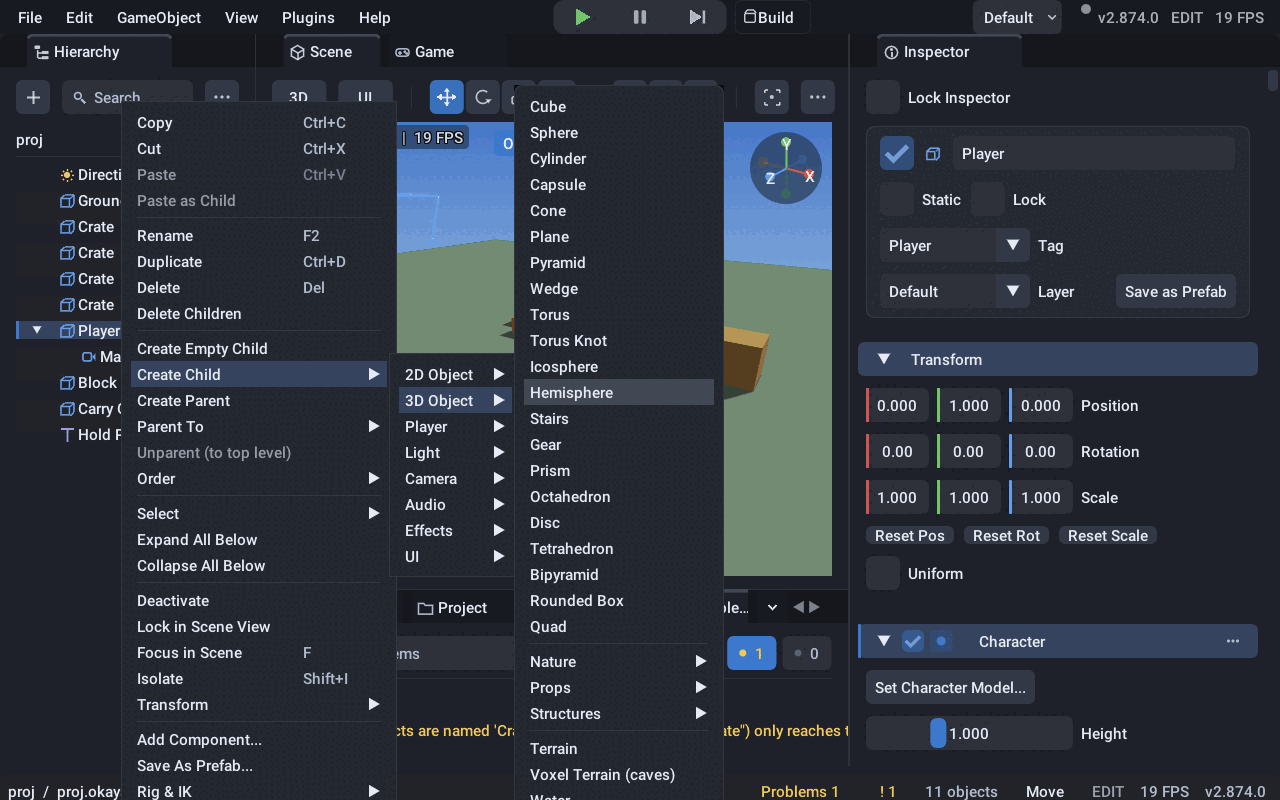 File Edit GameObject View Plugins Help
Build
Default
v2.874.0 EDIT 19 FPS
Hierarchy
Scene
Game
Inspector
Search
3D
UI
Lock Inspector
proj
Player
Static
Lock
Player
Tag
Default
Layer
Save as Prefab
Crate
Crate
Crate
Crate
Player
Block
Copy Ctrl+C
Cut Ctrl+X
Paste Ctrl+V
Paste as Child
Rename F2
Duplicate Ctrl+D
Delete Del
Delete Children
Create Empty Child
Create Child
Create Parent
Parent To
Unparent (to top level)
Order
Select
Expand All Below
Collapse All Below
Deactivate
Lock in Scene View
Focus in Scene F
Isolate Shift+I
Transform
Add Component...
Save As Prefab...
Rig & IK
| 19 FPS
Y
X
Z
2D Object
3D Object
Player
Light
Camera
Audio
Effects
UI
Cube
Sphere
Cylinder
Capsule
Cone
Plane
Pyramid
Wedge
Torus
Torus Knot
Icosphere
Hemisphere
Stairs
Gear
Prism
Octahedron
Disc
Tetrahedron
Bipyramid
Rounded Box
Quad
Nature
Props
Structures
Terrain
Voxel Terrain (caves)
Water
Project
1
0
cts are named 'Cra
ate") only reaches t
Transform
0.000 1.000 0.000 Position
0.00 0.00 0.00 Rotation
1.000 1.000 1.000 Scale
Reset Pos Reset Rot Reset Scale
Uniform
Character
Set Character Model...
1.000 Height
proj / proj.okay
Problems 1 ! 1 11 objects Move EDIT 19 FPS v2.874.0